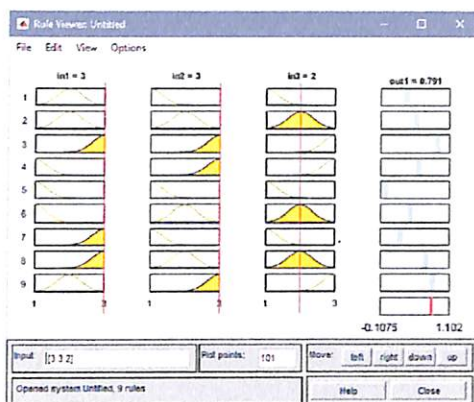 Rule Viewer: Untitled
File Edit View Options
in1 = 3 in2 = 3 in3 = 2 out1 = 0.791
1
2
3
4
5
6
7
8
9
1 3 1 3 1 3
-0.1075 1.102
Input: [3 3 2] Plot points: 101 Move: left right down up
Opened system Untitled, 9 rules Help Close